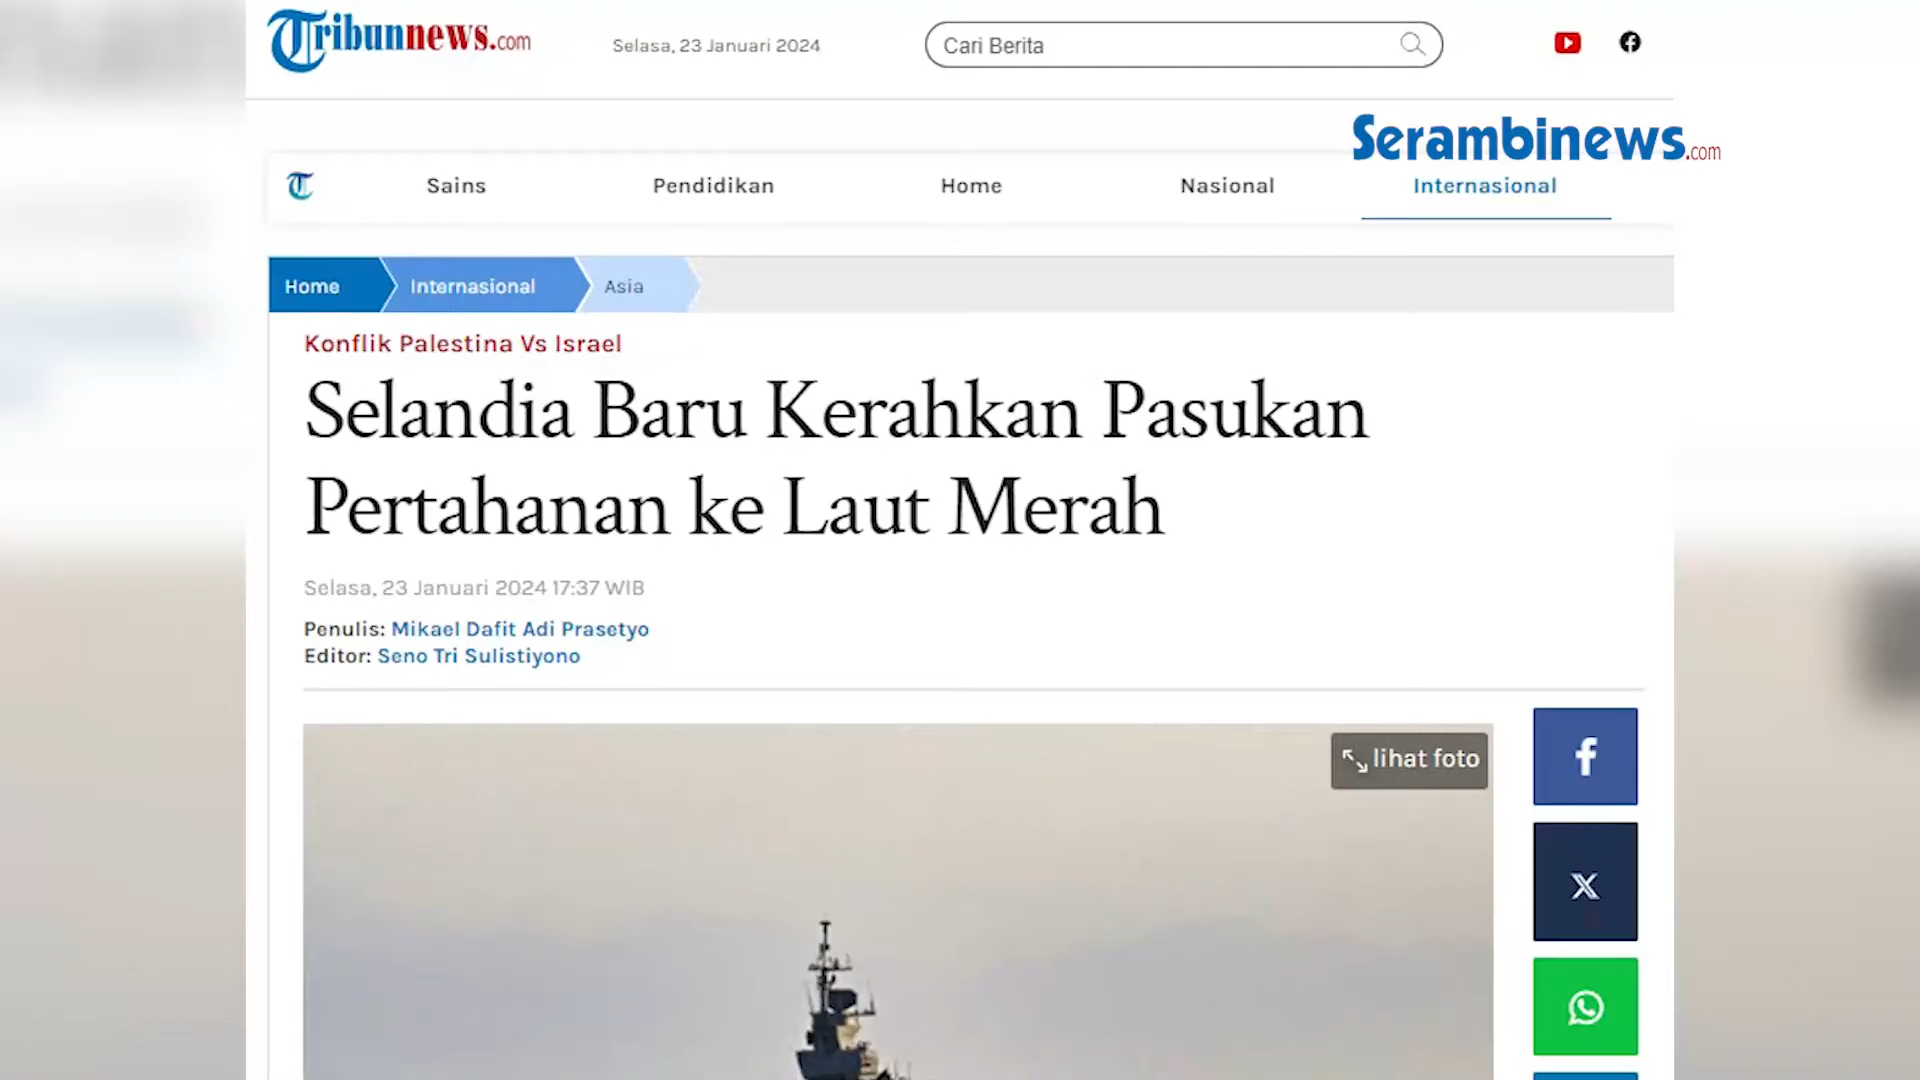 Tribunnews.com
Selasa, 23 Januari 2024
Cari Berita
Serambinews.com
Sains
Pendidikan
Home
Nasional
Internasional
Home
Internasional
Asia
Konflik Palestina Vs Israel
Selandia Baru Kerahkan Pasukan
Pertahanan ke Laut Merah
Selasa, 23 Januari 2024 17:37 WIB
Penulis: Mikael Dafit Adi Prasetyo
Editor: Seno Tri Sulistiyono
lihat foto